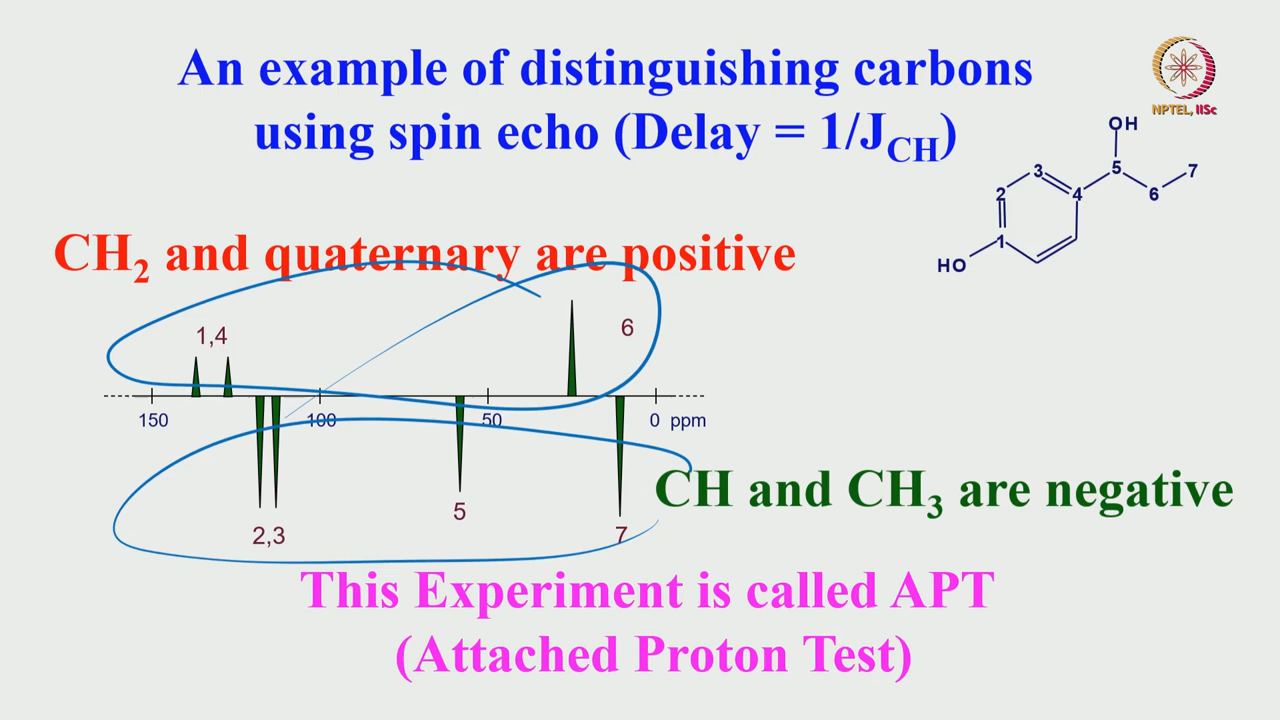 An example of distinguishing carbons
using spin echo (Delay = 1/J_CH)
NPTEL, IISc
OH
3
5
7
2
4
6
1
HO
CH₂ and quaternary are positive
1,4
6
150
100
50
0 ppm
CH and CH₃ are negative
5
2,3
7
This Experiment is called APT
(Attached Proton Test)